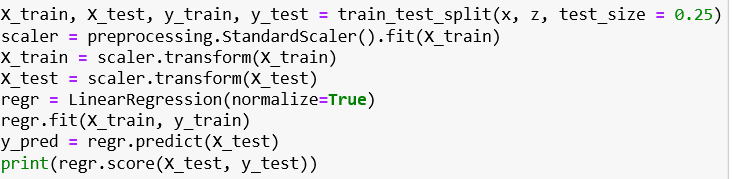 X_train, X_test, y_train, y_test = train_test_split(x, z, test_size = 0.25)
scaler = preprocessing.StandardScaler().fit(X_train)
X_train = scaler.transform(X_train)
X_test = scaler.transform(X_test)
regr = LinearRegression(normalize=True)
regr.fit(X_train, y_train)
y_pred = regr.predict(X_test)
print(regr.score(X_test, y_test))